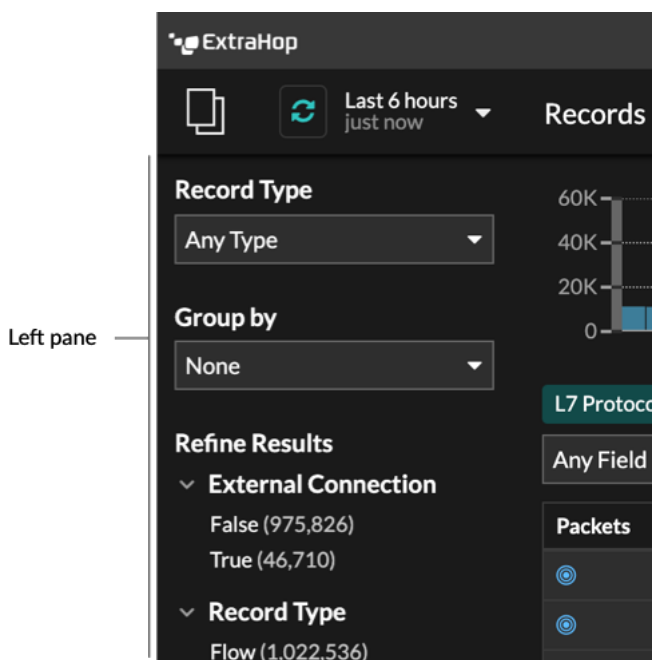 ExtraHop
Last 6 hours
just now
Records
Left pane
Record Type
Any Type
Group by
None
Refine Results
External Connection
False (975,826)
True (46,710)
Record Type
Flow (1,022,536)
60K
40K
20K
0
L7 Protoco
Any Field
Packets